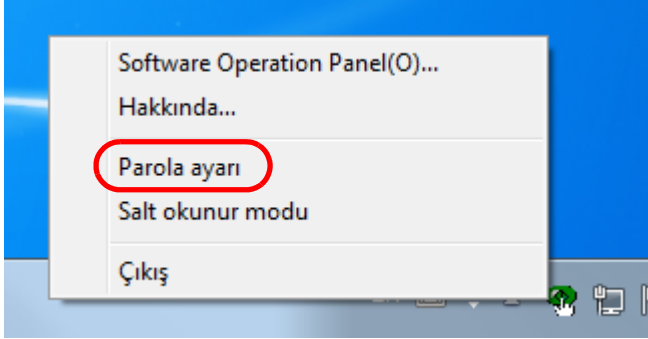 Software Operation Panel(O)...
Hakkında...
Parola ayarı
Salt okunur modu
Çıkış